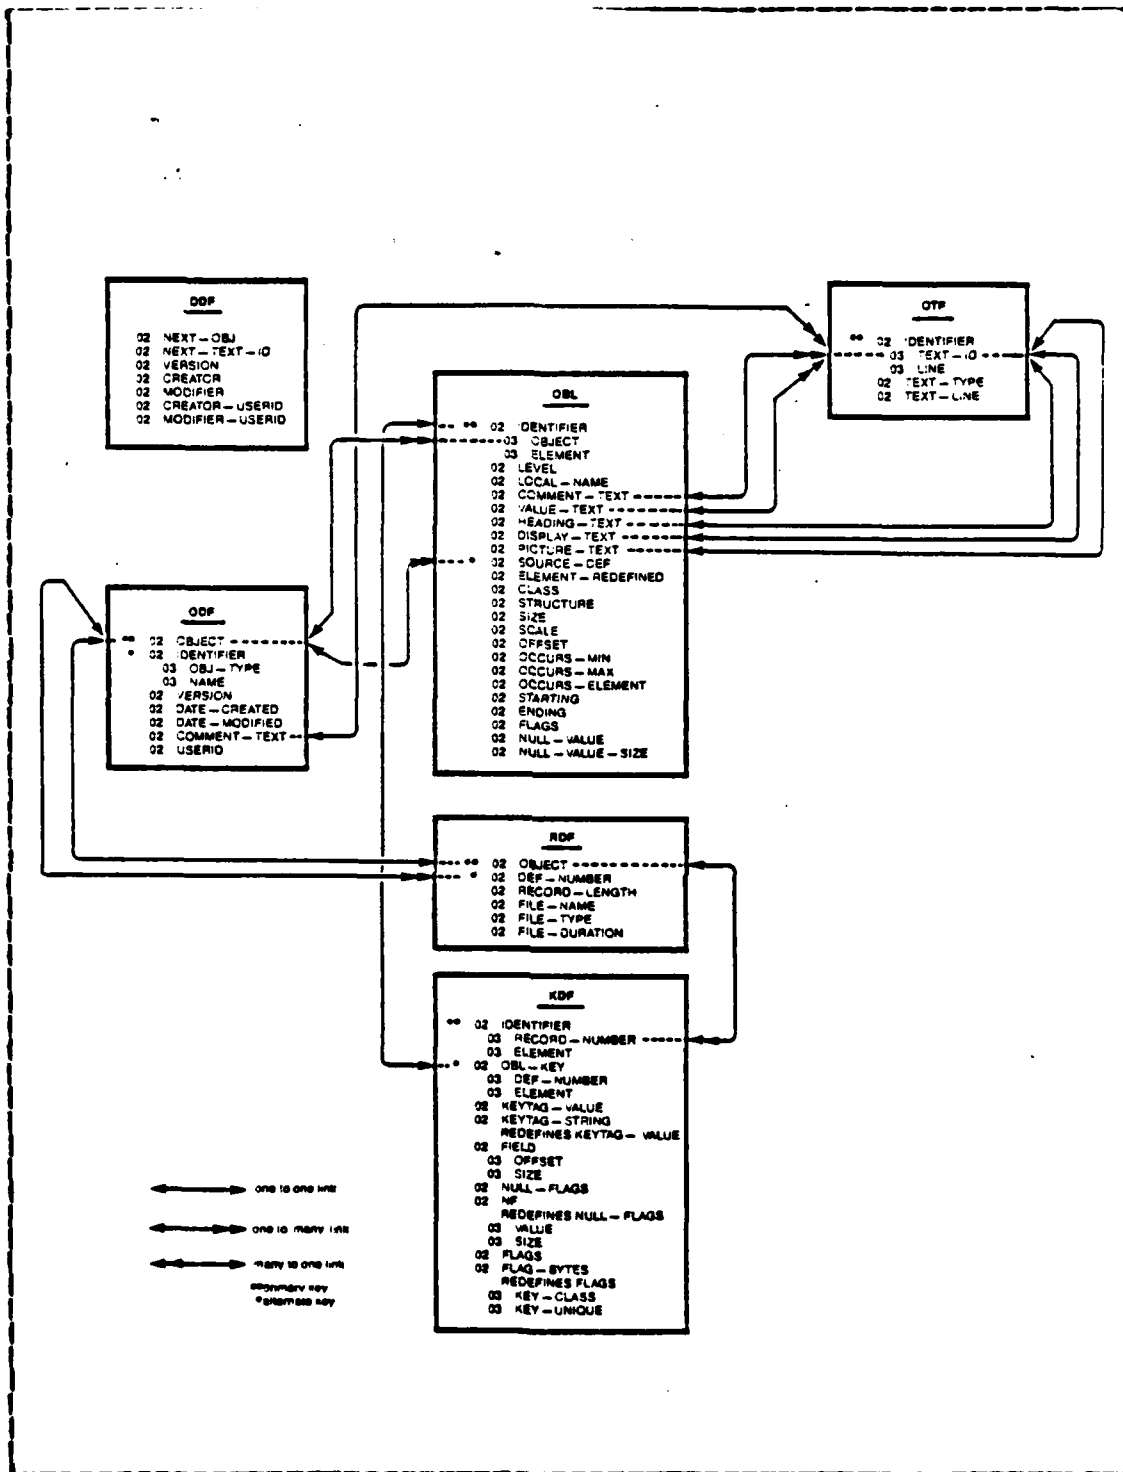 DDF
02 NEXT-OBJ
02 NEXT-TEXT-ID
02 VERSION
02 CREATOR
02 MODIFIER
02 CREATOR-USERID
02 MODIFIER-USERID
OTF
** 02 IDENTIFIER
03 TEXT-ID
03 LINE
02 TEXT-TYPE
02 TEXT-LINE
OBL
** 02 IDENTIFIER
03 OBJECT
03 ELEMENT
02 LEVEL
02 LOCAL-NAME
02 COMMENT-TEXT
02 VALUE-TEXT
02 HEADING-TEXT
02 DISPLAY-TEXT
02 PICTURE-TEXT
* 02 SOURCE-DEF
02 ELEMENT-REDEFINED
02 CLASS
02 STRUCTURE
02 SIZE
02 SCALE
02 OFFSET
02 OCCURS-MIN
02 OCCURS-MAX
02 OCCURS-ELEMENT
02 STARTING
02 ENDING
02 FLAGS
02 NULL-VALUE
02 NULL-VALUE-SIZE
ODF
** 02 OBJECT
* 02 IDENTIFIER
03 OBJ-TYPE
03 NAME
02 VERSION
02 DATE-CREATED
02 DATE-MODIFIED
02 COMMENT-TEXT
02 USERID
RDF
** 02 OBJECT
* 02 DEF-NUMBER
02 RECORD-LENGTH
02 FILE-NAME
02 FILE-TYPE
02 FILE-DURATION
KDF
** 02 IDENTIFIER
03 RECORD-NUMBER
03 ELEMENT
* 02 OBL-KEY
03 DEF-NUMBER
03 ELEMENT
02 KEYTAG-VALUE
02 KEYTAG-STRING
REDEFINES KEYTAG-VALUE
02 FIELD
03 OFFSET
03 SIZE
02 NULL-FLAGS
02 NF
REDEFINES NULL-FLAGS
03 VALUE
03 SIZE
02 FLAGS
02 FLAG-BYTES
REDEFINES FLAGS
03 KEY-CLASS
03 KEY-UNIQUE
one to one link
one to many link
many to one link
**primary key
*alternate key